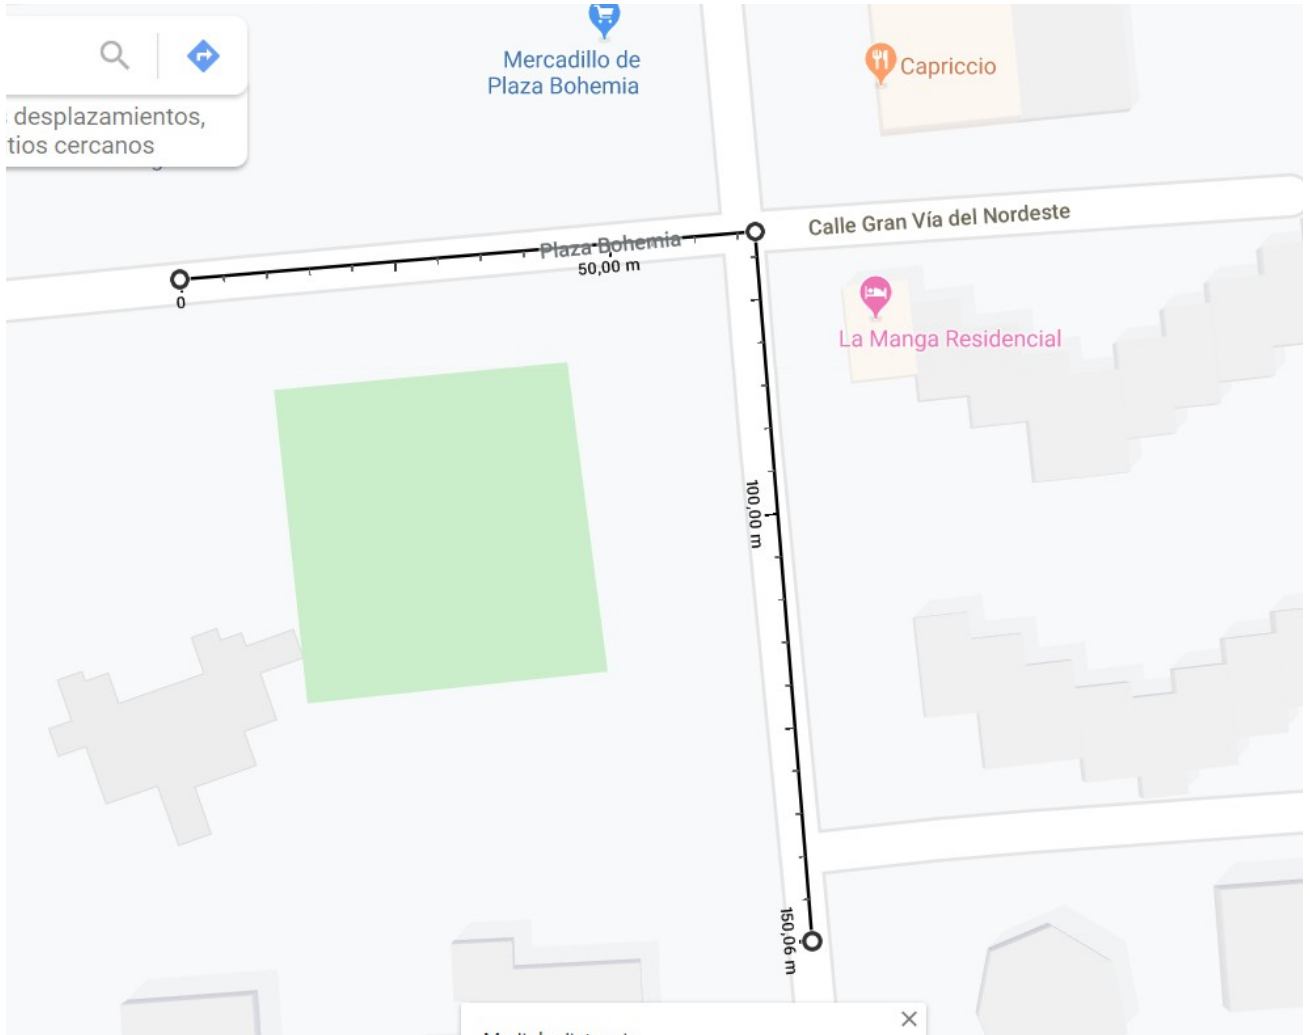 Mercadillo de
Plaza Bohemia
Capriccio
desplazamientos,
tios cercanos
Calle Gran Vía del Nordeste
Plaza Bohemia
50,00 m
0
La Manga Residencial
100,00 m
150,06 m